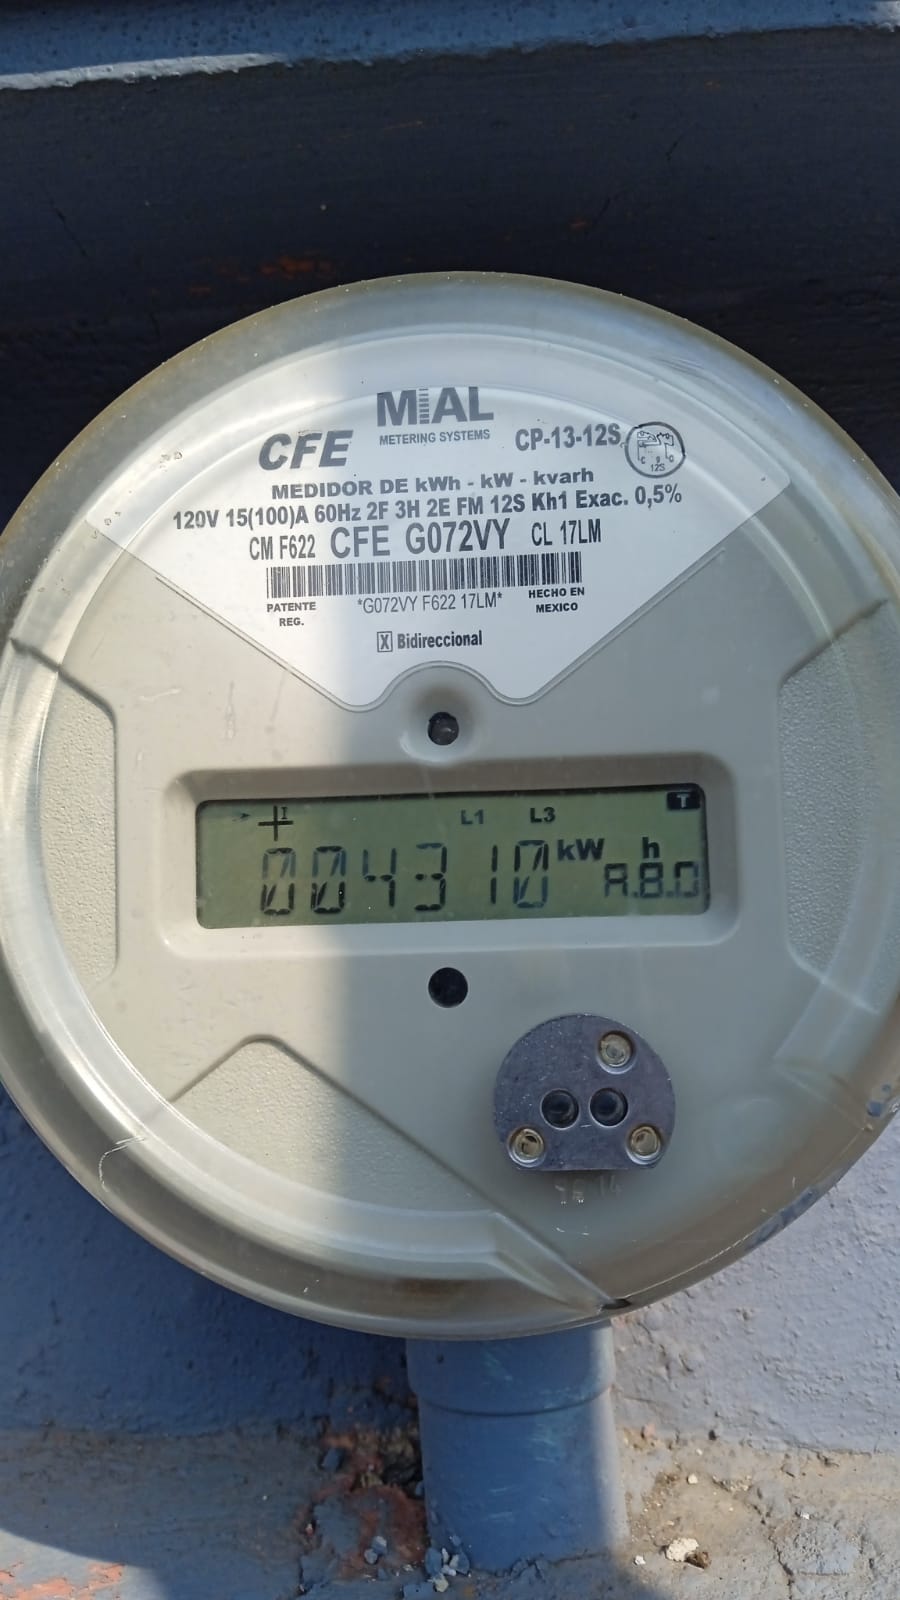 MIAL
METERING SYSTEMS
CFE
CP-13-12S
12S
MEDIDOR DE kWh - kW - kvarh
120V 15(100)A 60Hz 2F 3H 2E FM 12S Kh1 Exac. 0,5%
CM F622 CFE G072VY CL 17LM
PATENTE REG.
*G072VY F622 17LM*
HECHO EN MEXICO
X Bidireccional
L1 L3 T
004310 kW h A.8.0